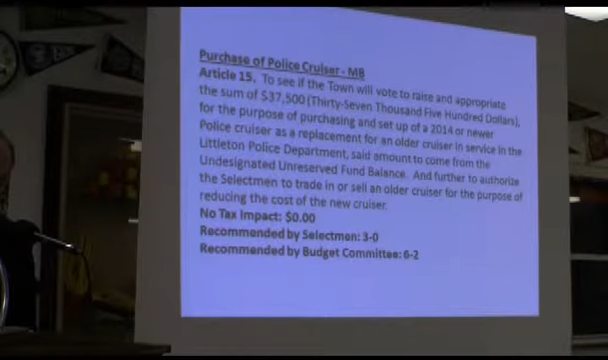 Purchase of Police Cruiser - MB
Article 15. To see if the Town will vote to raise and appropriate
the sum of $37,500 (Thirty-Seven Thousand Five Hundred Dollars),
for the purpose of purchasing and set up of a 2014 or newer
Police cruiser as a replacement for an older cruiser in service in the
Littleton Police Department, said amount to come from the
Undesignated Unreserved Fund Balance. And further to authorize
the Selectmen to trade in or sell an older cruiser for the purpose of
reducing the cost of the new cruiser.
No Tax Impact: $0.00
Recommended by Selectmen: 3-0
Recommended by Budget Committee: 6-2